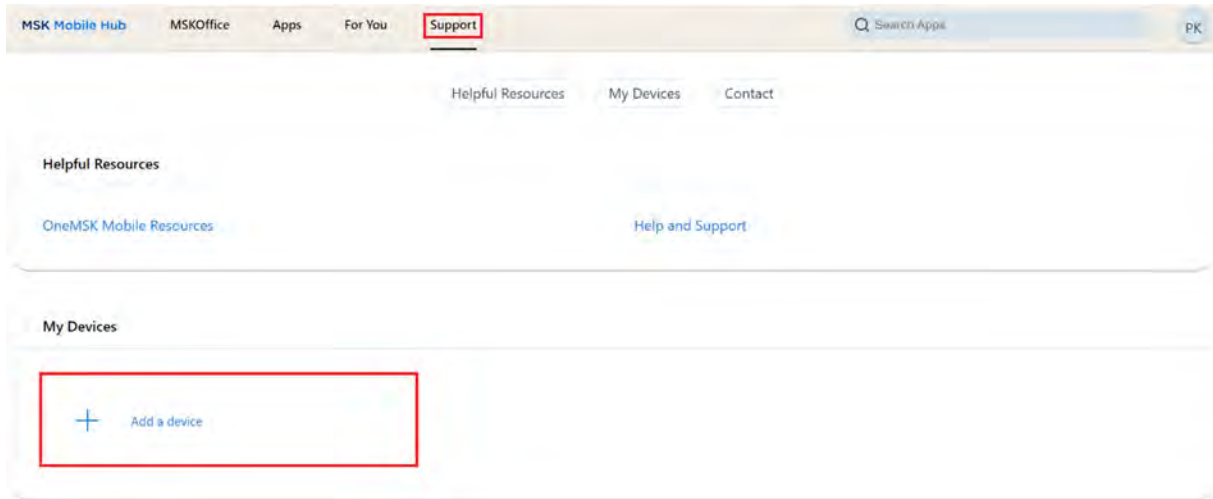 MSK Mobile Hub MSKOffice Apps For You Support Search Apps PK
Helpful Resources My Devices Contact
Helpful Resources
OneMSK Mobile Resources Help and Support
My Devices
Add a device